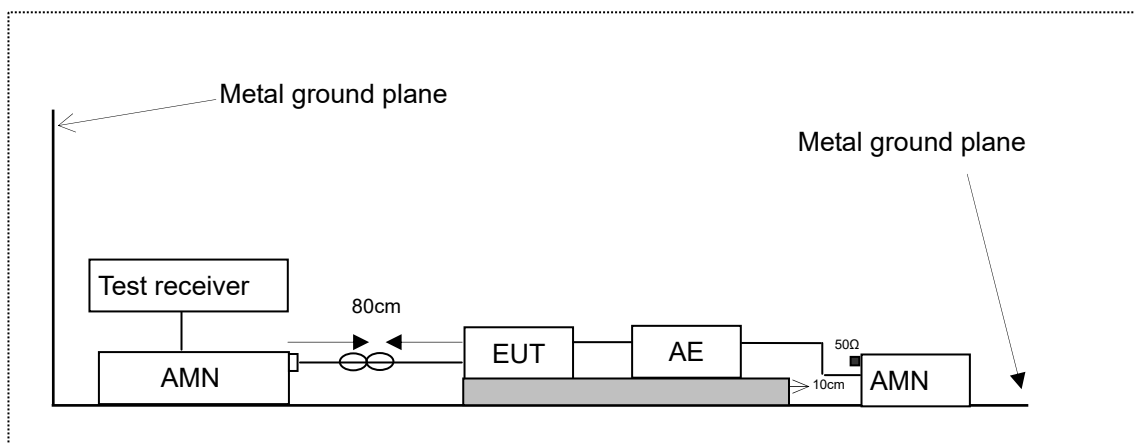 Metal ground plane
Metal ground plane
Test receiver
80cm
EUT
AE
50Ω
AMN
10cm
AMN